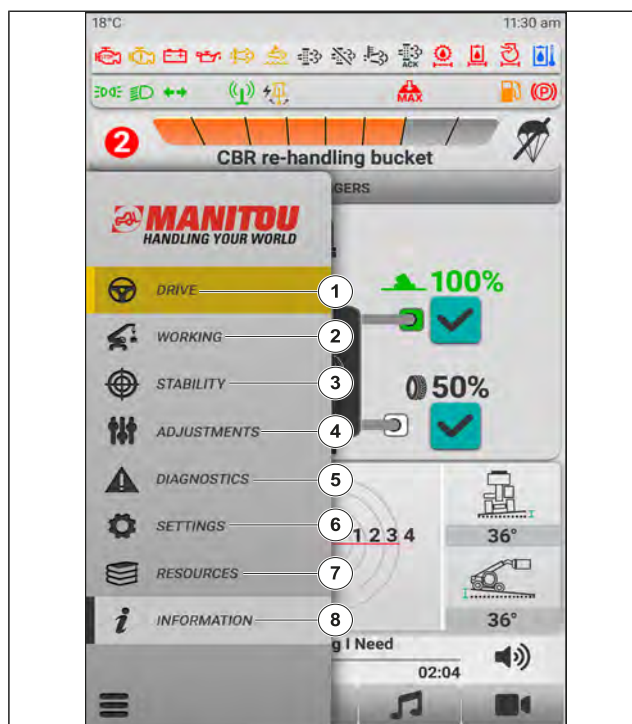 18°C 11:30 am
STOP
ACK
MAX
2
CBR re-handling bucket
GERS
MANITOU
HANDLING YOUR WORLD
DRIVE 1
100%
WORKING 2
STABILITY 3
50%
ADJUSTMENTS 4
DIAGNOSTICS 5
SETTINGS 6
1 2 3 4
36°
RESOURCES 7
INFORMATION 8
36°
g I Need
02:04